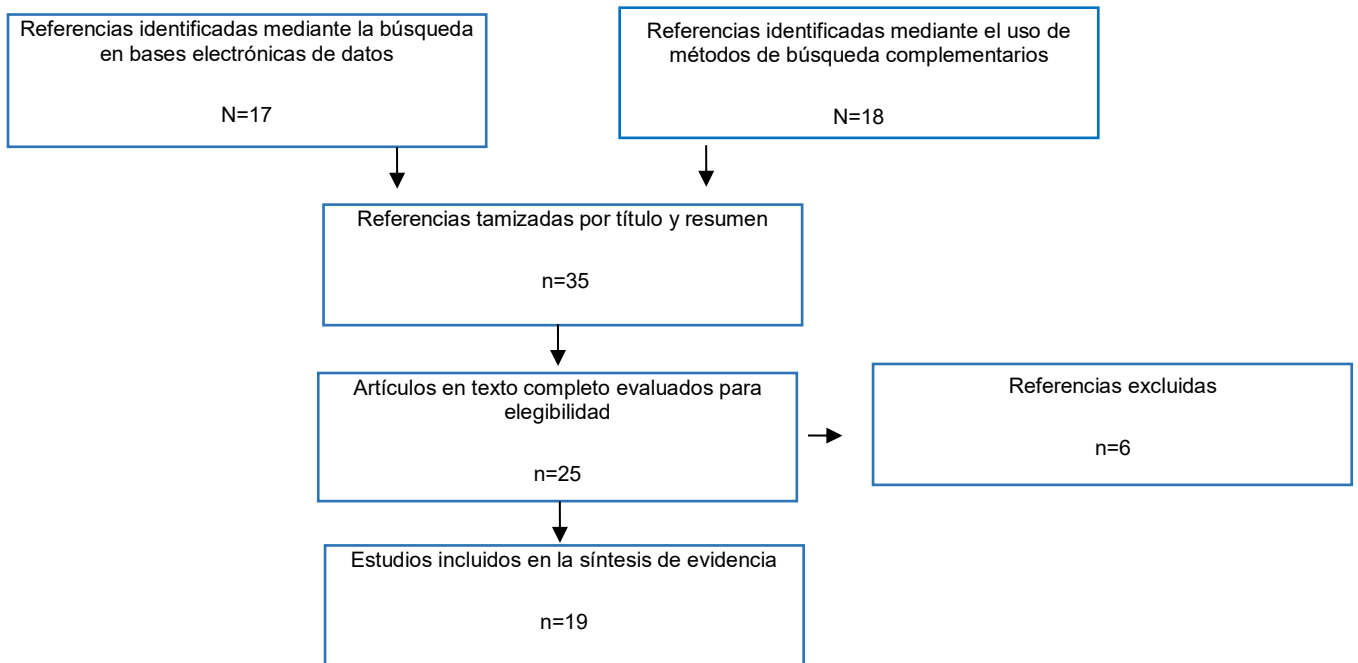 Referencias identificadas mediante la búsqueda
en bases electrónicas de datos
N=17
Referencias identificadas mediante el uso de
métodos de búsqueda complementarios
N=18
Referencias tamizadas por título y resumen
n=35
Artículos en texto completo evaluados para
elegibilidad
n=25
Referencias excluidas
n=6
Estudios incluidos en la síntesis de evidencia
n=19